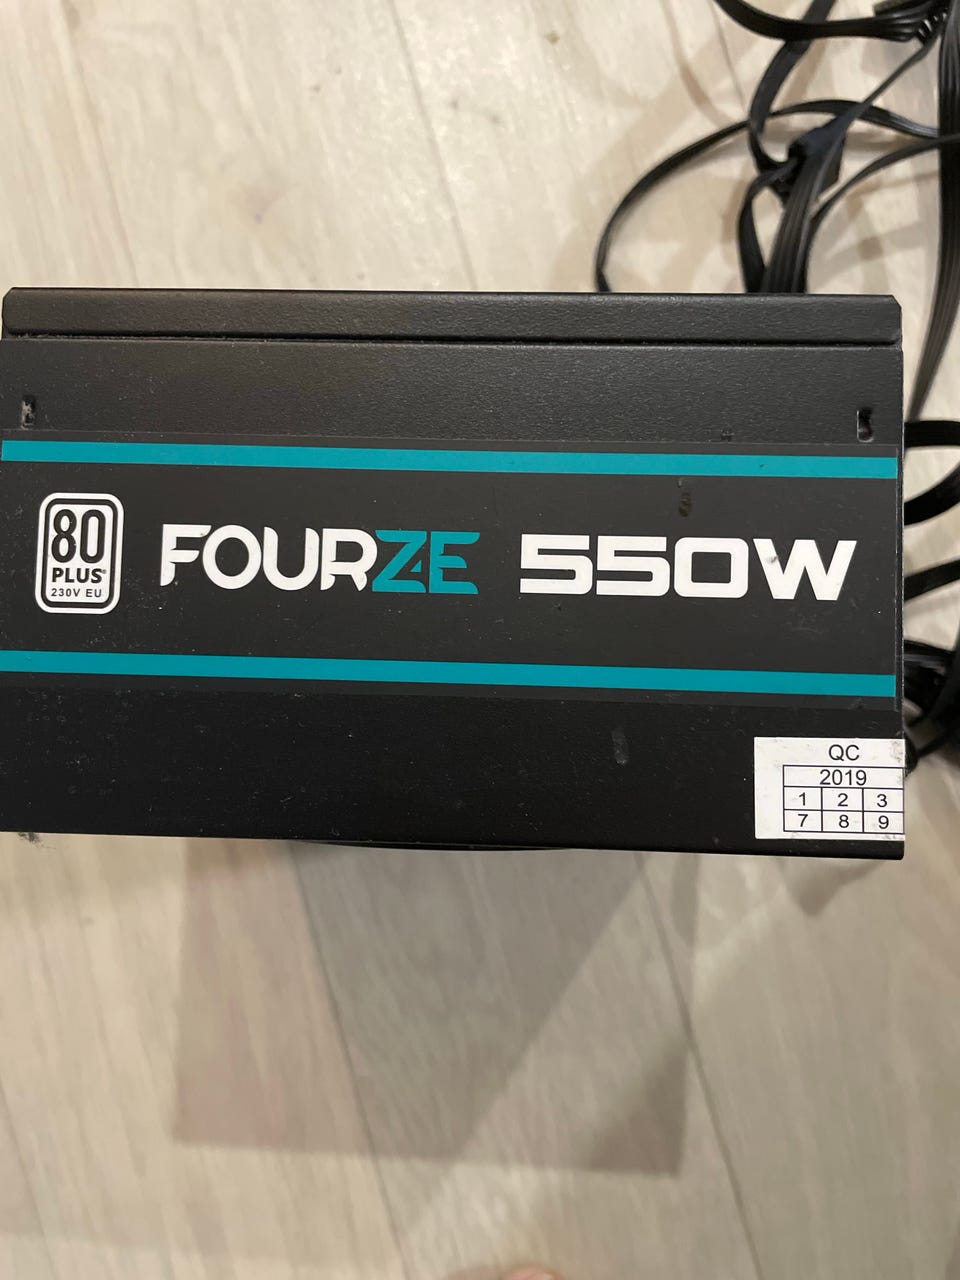 80
PLUS®
230V EU
FOURZE 550W
QC
2019
1 2 3
7 8 9